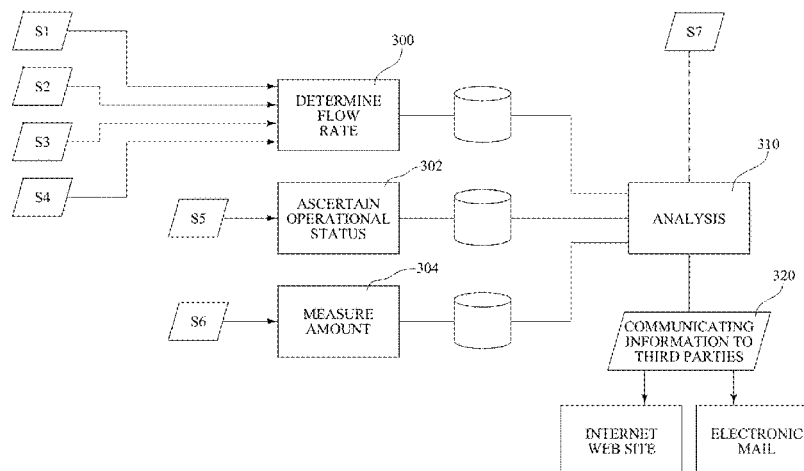 S1
S2
S3
S4
300
DETERMINE
FLOW
RATE
S7
310
ANALYSIS
302
ASCERTAIN
OPERATIONAL
STATUS
S5
304
MEASURE
AMOUNT
S6
320
COMMUNICATING
INFORMATION TO
THIRD PARTIES
INTERNET
WEB SITE
ELECTRONIC
MAIL